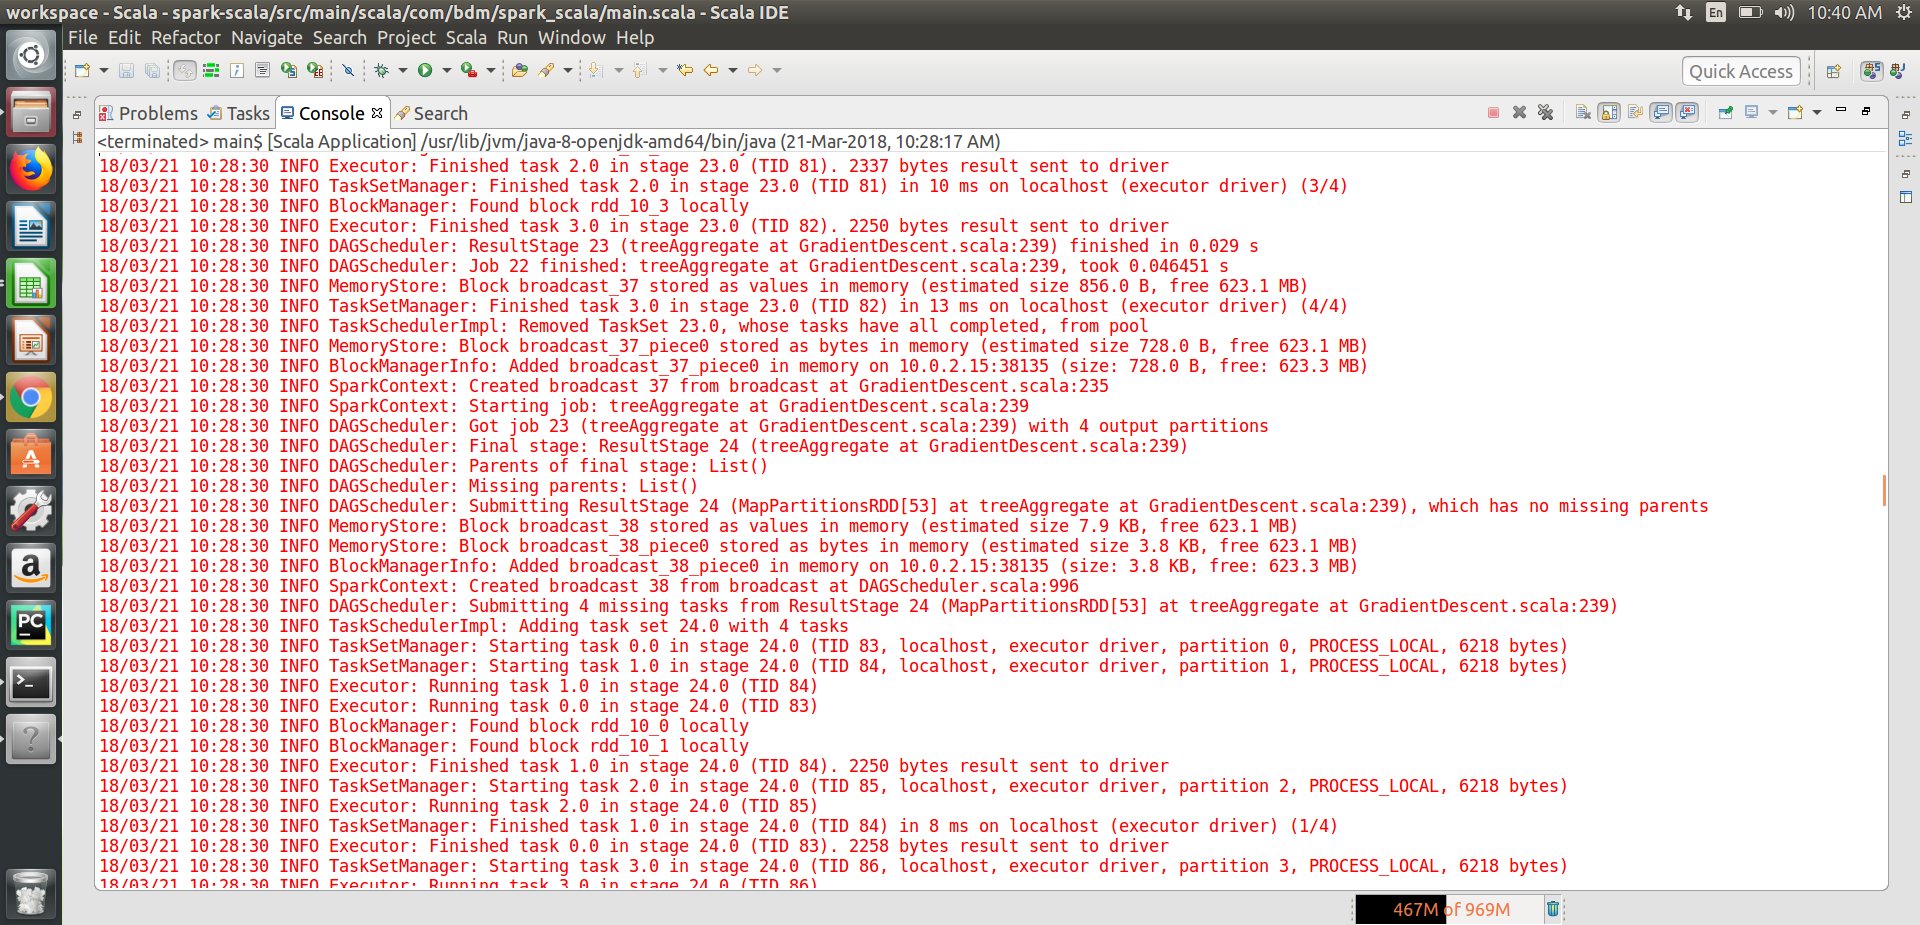 workspace - Scala - spark-scala/src/main/scala/com/bdm/spark_scala/main.scala - Scala IDE
En
10:40 AM
File Edit Refactor Navigate Search Project Scala Run Window Help
Quick Access
Problems Tasks Console Search
<terminated> main$ [Scala Application] /usr/lib/jvm/java-8-openjdk-amd64/bin/java (21-Mar-2018, 10:28:17 AM)
18/03/21 10:28:30 INFO Executor: Finished task 2.0 in stage 23.0 (TID 81). 2337 bytes result sent to driver
18/03/21 10:28:30 INFO TaskSetManager: Finished task 2.0 in stage 23.0 (TID 81) in 10 ms on localhost (executor driver) (3/4)
18/03/21 10:28:30 INFO BlockManager: Found block rdd_10_3 locally
18/03/21 10:28:30 INFO Executor: Finished task 3.0 in stage 23.0 (TID 82). 2250 bytes result sent to driver
18/03/21 10:28:30 INFO DAGScheduler: ResultStage 23 (treeAggregate at GradientDescent.scala:239) finished in 0.029 s
18/03/21 10:28:30 INFO DAGScheduler: Job 22 finished: treeAggregate at GradientDescent.scala:239, took 0.046451 s
18/03/21 10:28:30 INFO MemoryStore: Block broadcast_37 stored as values in memory (estimated size 856.0 B, free 623.1 MB)
18/03/21 10:28:30 INFO TaskSetManager: Finished task 3.0 in stage 23.0 (TID 82) in 13 ms on localhost (executor driver) (4/4)
18/03/21 10:28:30 INFO TaskSchedulerImpl: Removed TaskSet 23.0, whose tasks have all completed, from pool
18/03/21 10:28:30 INFO MemoryStore: Block broadcast_37_piece0 stored as bytes in memory (estimated size 728.0 B, free 623.1 MB)
18/03/21 10:28:30 INFO BlockManagerInfo: Added broadcast_37_piece0 in memory on 10.0.2.15:38135 (size: 728.0 B, free: 623.3 MB)
18/03/21 10:28:30 INFO SparkContext: Created broadcast 37 from broadcast at GradientDescent.scala:235
18/03/21 10:28:30 INFO SparkContext: Starting job: treeAggregate at GradientDescent.scala:239
18/03/21 10:28:30 INFO DAGScheduler: Got job 23 (treeAggregate at GradientDescent.scala:239) with 4 output partitions
18/03/21 10:28:30 INFO DAGScheduler: Final stage: ResultStage 24 (treeAggregate at GradientDescent.scala:239)
18/03/21 10:28:30 INFO DAGScheduler: Parents of final stage: List()
18/03/21 10:28:30 INFO DAGScheduler: Missing parents: List()
18/03/21 10:28:30 INFO DAGScheduler: Submitting ResultStage 24 (MapPartitionsRDD[53] at treeAggregate at GradientDescent.scala:239), which has no missing parents
18/03/21 10:28:30 INFO MemoryStore: Block broadcast_38 stored as values in memory (estimated size 7.9 KB, free 623.1 MB)
18/03/21 10:28:30 INFO MemoryStore: Block broadcast_38_piece0 stored as bytes in memory (estimated size 3.8 KB, free 623.1 MB)
18/03/21 10:28:30 INFO BlockManagerInfo: Added broadcast_38_piece0 in memory on 10.0.2.15:38135 (size: 3.8 KB, free: 623.3 MB)
18/03/21 10:28:30 INFO SparkContext: Created broadcast 38 from broadcast at DAGScheduler.scala:996
18/03/21 10:28:30 INFO DAGScheduler: Submitting 4 missing tasks from ResultStage 24 (MapPartitionsRDD[53] at treeAggregate at GradientDescent.scala:239)
18/03/21 10:28:30 INFO TaskSchedulerImpl: Adding task set 24.0 with 4 tasks
18/03/21 10:28:30 INFO TaskSetManager: Starting task 0.0 in stage 24.0 (TID 83, localhost, executor driver, partition 0, PROCESS_LOCAL, 6218 bytes)
18/03/21 10:28:30 INFO TaskSetManager: Starting task 1.0 in stage 24.0 (TID 84, localhost, executor driver, partition 1, PROCESS_LOCAL, 6218 bytes)
18/03/21 10:28:30 INFO Executor: Running task 1.0 in stage 24.0 (TID 84)
18/03/21 10:28:30 INFO Executor: Running task 0.0 in stage 24.0 (TID 83)
18/03/21 10:28:30 INFO BlockManager: Found block rdd_10_0 locally
18/03/21 10:28:30 INFO BlockManager: Found block rdd_10_1 locally
18/03/21 10:28:30 INFO Executor: Finished task 1.0 in stage 24.0 (TID 84). 2250 bytes result sent to driver
18/03/21 10:28:30 INFO TaskSetManager: Starting task 2.0 in stage 24.0 (TID 85, localhost, executor driver, partition 2, PROCESS_LOCAL, 6218 bytes)
18/03/21 10:28:30 INFO Executor: Running task 2.0 in stage 24.0 (TID 85)
18/03/21 10:28:30 INFO TaskSetManager: Finished task 1.0 in stage 24.0 (TID 84) in 8 ms on localhost (executor driver) (1/4)
18/03/21 10:28:30 INFO Executor: Finished task 0.0 in stage 24.0 (TID 83). 2258 bytes result sent to driver
18/03/21 10:28:30 INFO TaskSetManager: Starting task 3.0 in stage 24.0 (TID 86, localhost, executor driver, partition 3, PROCESS_LOCAL, 6218 bytes)
18/03/21 10:28:30 INFO Executor: Running task 3.0 in stage 24.0 (TID 86)
467M of 969M
PC